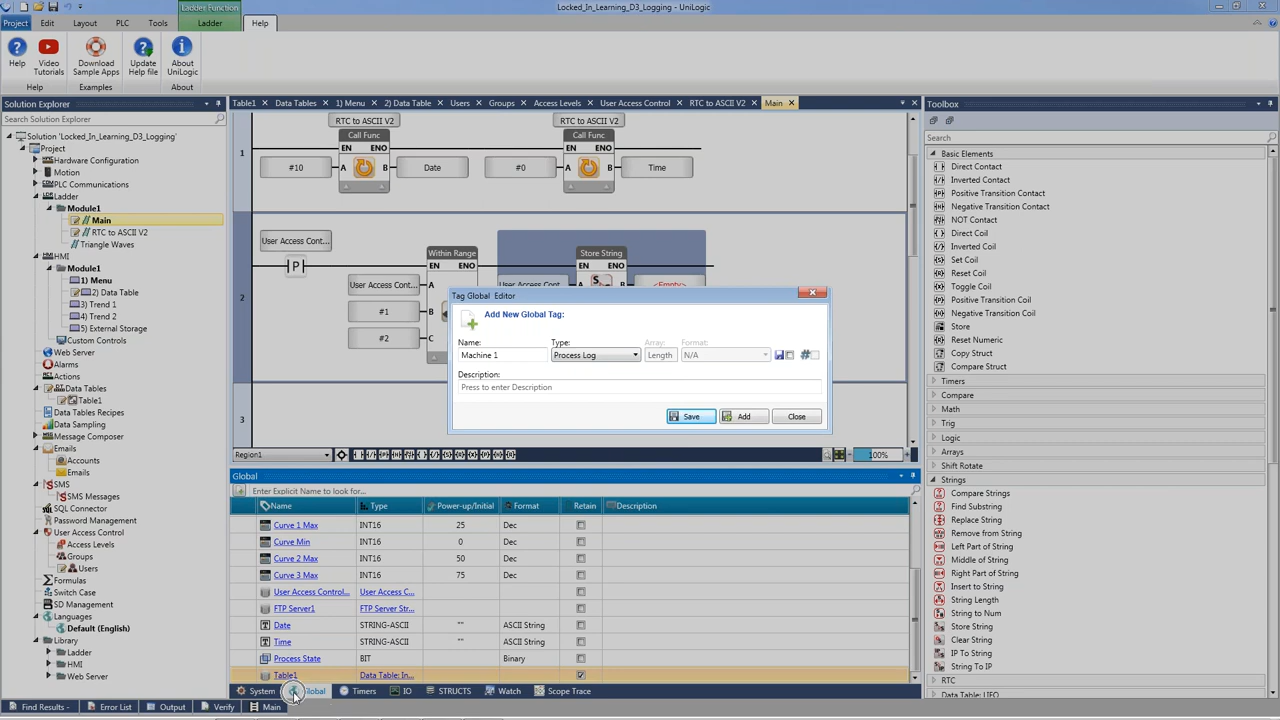 Locked_In_Learning_D3_Logging - UniLogic
Ladder Function
Project Edit Layout PLC Tools Ladder Help
Help
Video
Tutorials
Download
Sample Apps
Update
Help file
About
UniLogic
Help Examples About
Solution Explorer
Search Solution Explorer
Solution 'Locked_In_Learning_D3_Logging'
Project
Hardware Configuration
Motion
PLC Communications
Ladder
Module1
Main
RTC to ASCII V2
Triangle Waves
HMI
Module1
1) Menu
2) Data Table
3) Trend 1
4) Trend 2
5) External Storage
Custom Controls
Web Server
Alarms
Actions
Data Tables
Table1
Data Tables Recipes
Data Sampling
Message Composer
Emails
Accounts
Emails
SMS
SMS Messages
SQL Connector
Password Management
User Access Control
Access Levels
Groups
Users
Formulas
Switch Case
SD Management
Languages
Default (English)
Library
Ladder
HMI
Web Server
Table1 Data Tables 1) Menu 2) Data Table Users Groups Access Levels User Access Control RTC to ASCII V2 Main
RTC to ASCII V2 RTC to ASCII V2
Call Func Call Func
EN ENO EN ENO
1
#10 A B Date #0 A B Time
User Access Cont...
Within Range Store String
P EN ENO EN ENO
User Access Cont... A User Access Cont... <Empty>
2
#1 B
#2 C
3
Tag Global Editor
Add New Global Tag:
Name: Type: Array: Format:
Machine 1 Process Log Length N/A
Description:
Press to enter Description
Save Add Close
Region1 100%
Global
Enter Explicit Name to look for...
Name Type Power-up/Initial Format Retain Description
Curve 1 Max INT16 25 Dec
Curve Min INT16 0 Dec
Curve 2 Max INT16 50 Dec
Curve 3 Max INT16 75 Dec
User Access Control... User Access C...
FTP Server1 FTP Server Str...
Date STRING-ASCII "" ASCII String
Time STRING-ASCII "" ASCII String
Process State BIT Binary
Table1 Data Table: In...
System Global Timers IO STRUCTS Watch Scope Trace
Find Results - Error List Output Verify Main
Toolbox
Search
Basic Elements
Direct Contact
Inverted Contact
Positive Transition Contact
Negative Transition Contact
NOT Contact
Direct Coil
Inverted Coil
Set Coil
Reset Coil
Toggle Coil
Positive Transition Coil
Negative Transition Coil
Store
Reset Numeric
Copy Struct
Compare Struct
Timers
Compare
Math
Trig
Logic
Arrays
Shift Rotate
Strings
Compare Strings
Find Substring
Replace String
Remove from String
Left Part of String
Middle of String
Right Part of String
Insert to String
String Length
String to Num
Store String
Clear String
IP To String
String To IP
RTC
Data Table: UFO